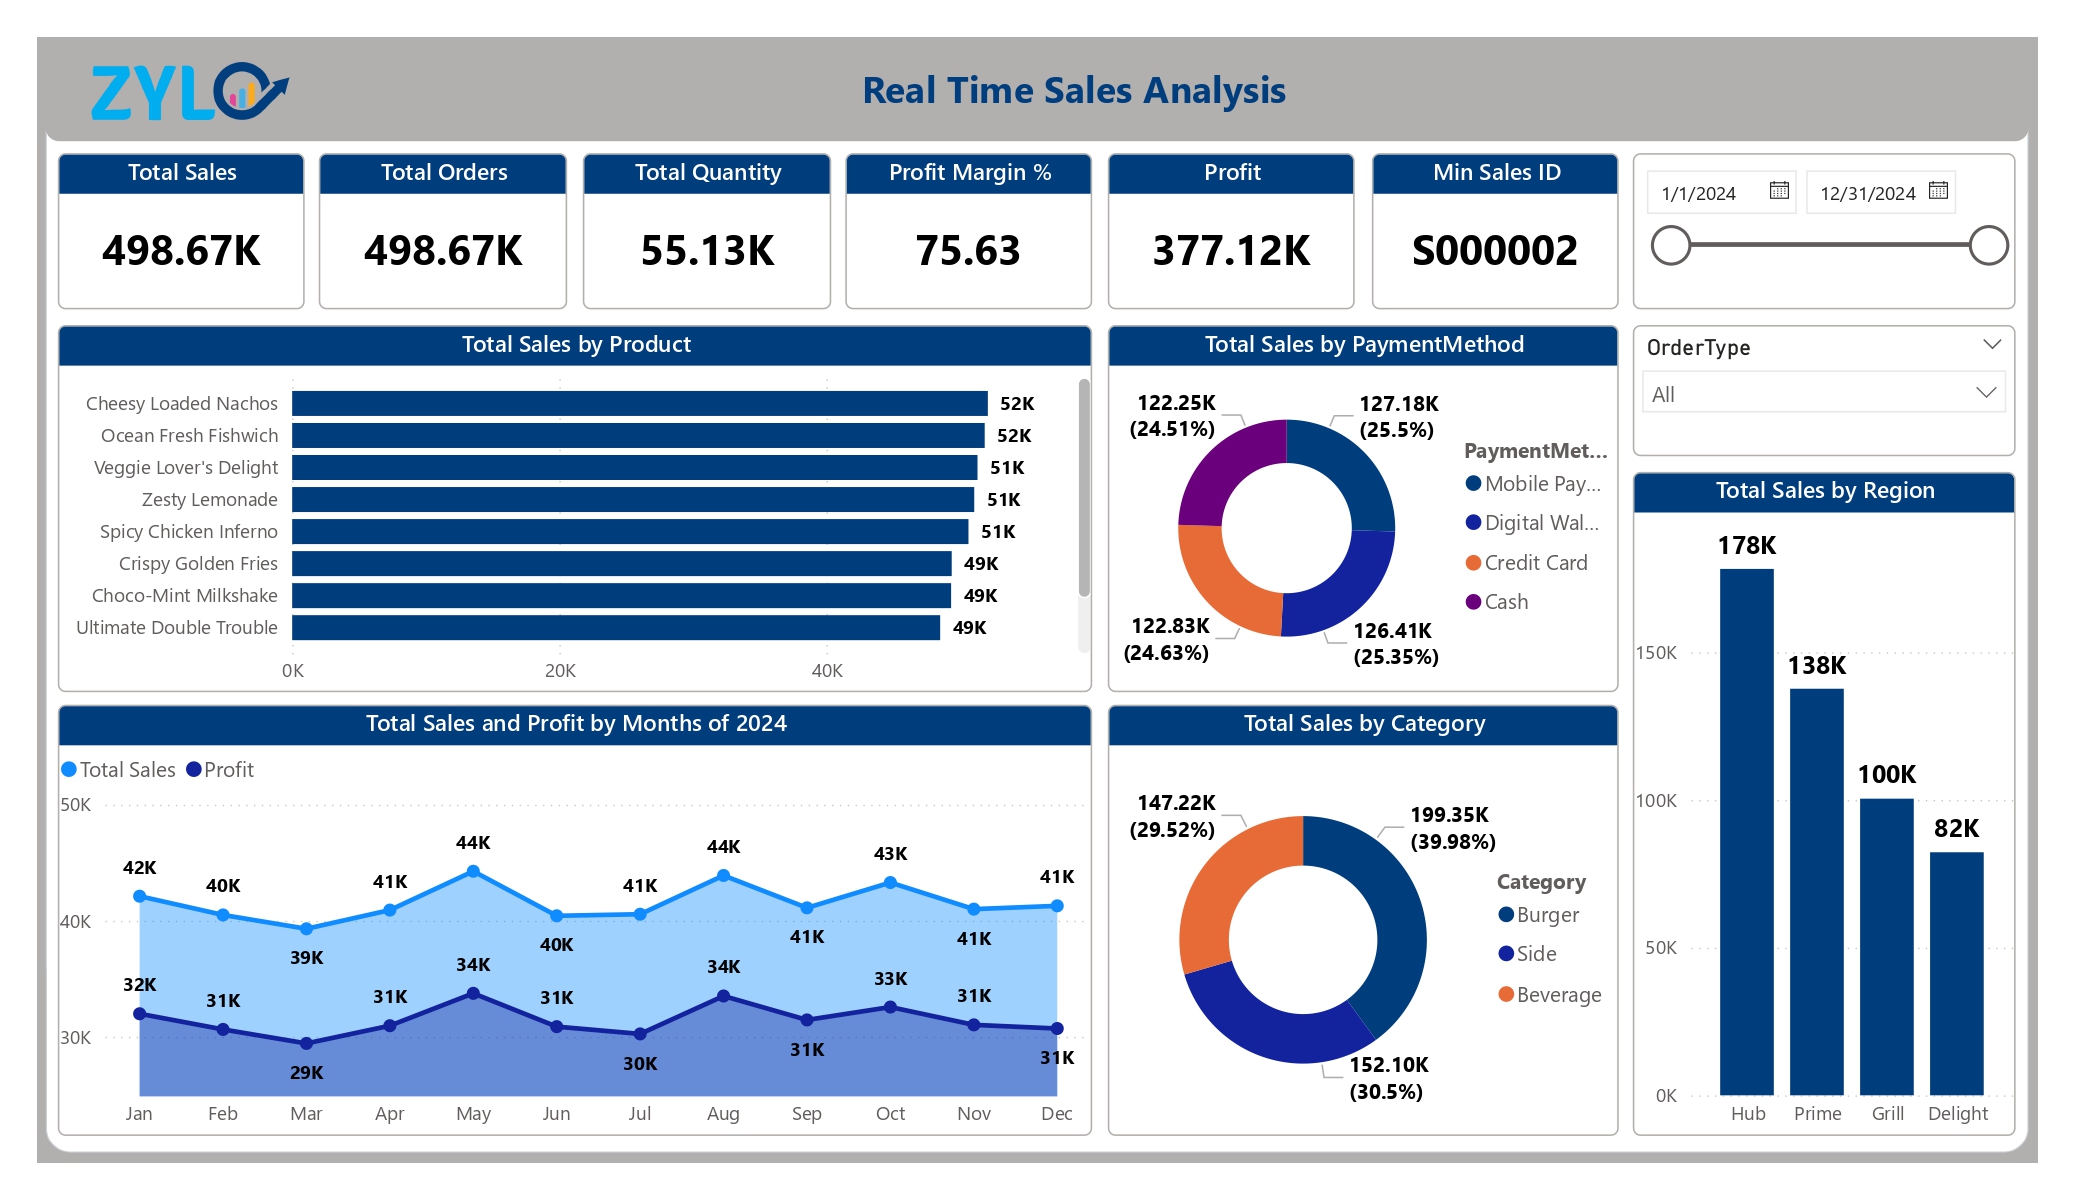 ZYLO
Real Time Sales Analysis
Total Sales
498.67K
Total Orders
498.67K
Total Quantity
55.13K
Profit Margin %
75.63
Profit
377.12K
Min Sales ID
S000002
1/1/2024
12/31/2024
Total Sales by Product
Cheesy Loaded Nachos 52K
Ocean Fresh Fishwich 52K
Veggie Lover's Delight 51K
Zesty Lemonade 51K
Spicy Chicken Inferno 51K
Crispy Golden Fries 49K
Choco-Mint Milkshake 49K
Ultimate Double Trouble 49K
0K 20K 40K
Total Sales by PaymentMethod
122.25K
(24.51%)
127.18K
(25.5%)
122.83K
(24.63%)
126.41K
(25.35%)
PaymentMet...
Mobile Pay...
Digital Wal...
Credit Card
Cash
OrderType
All
Total Sales by Region
178K
150K
138K
100K
100K
82K
50K
0K
Hub Prime Grill Delight
Total Sales and Profit by Months of 2024
Total Sales Profit
50K
40K
30K
42K 40K 39K 41K 44K 40K 41K 44K 41K 43K 41K 41K
32K 31K 29K 31K 34K 31K 30K 34K 31K 33K 31K 31K
Jan Feb Mar Apr May Jun Jul Aug Sep Oct Nov Dec
Total Sales by Category
147.22K
(29.52%)
199.35K
(39.98%)
152.10K
(30.5%)
Category
Burger
Side
Beverage